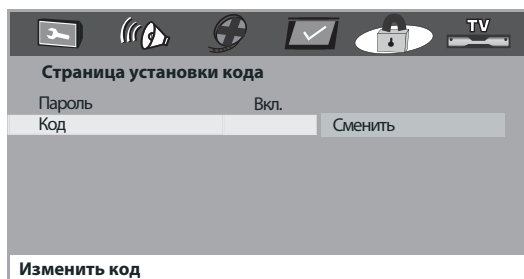 TV
Страница установки кода
Пароль Вкл.
Код Сменить
Изменить код